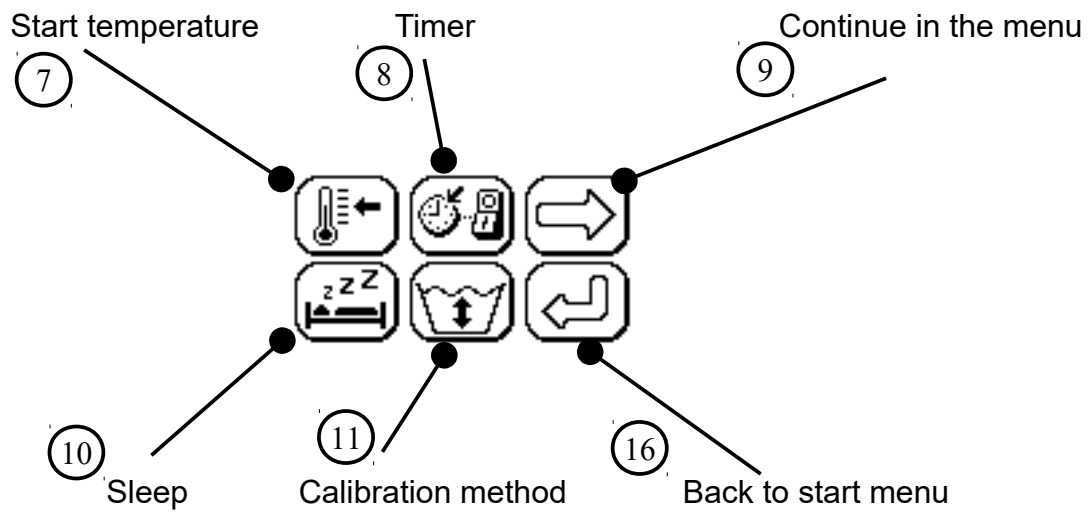 Start temperature
Timer
Continue in the menu
7
8
9
z z Z
10
11
16
Sleep
Calibration method
Back to start menu